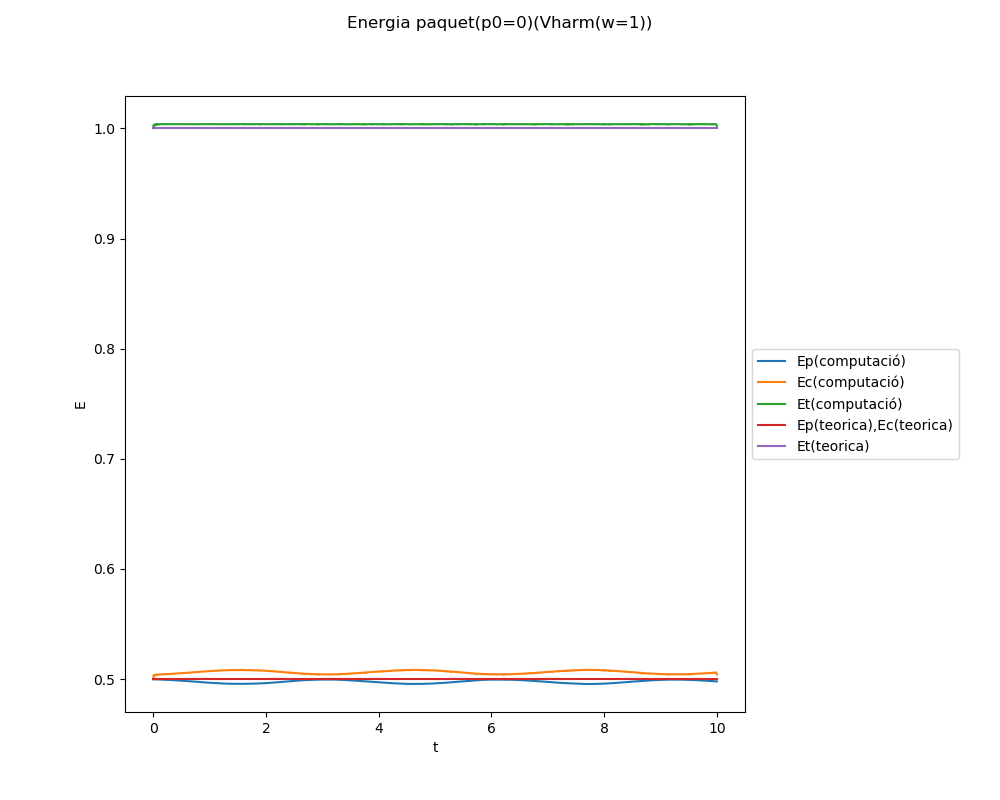 Energia paquet(p0=0)(Vharm(w=1))
1.0
0.9
0.8
0.7
0.6
0.5
E
0 2 4 6 8 10
t
Ep(computació)
Ec(computació)
Et(computació)
Ep(teorica),Ec(teorica)
Et(teorica)